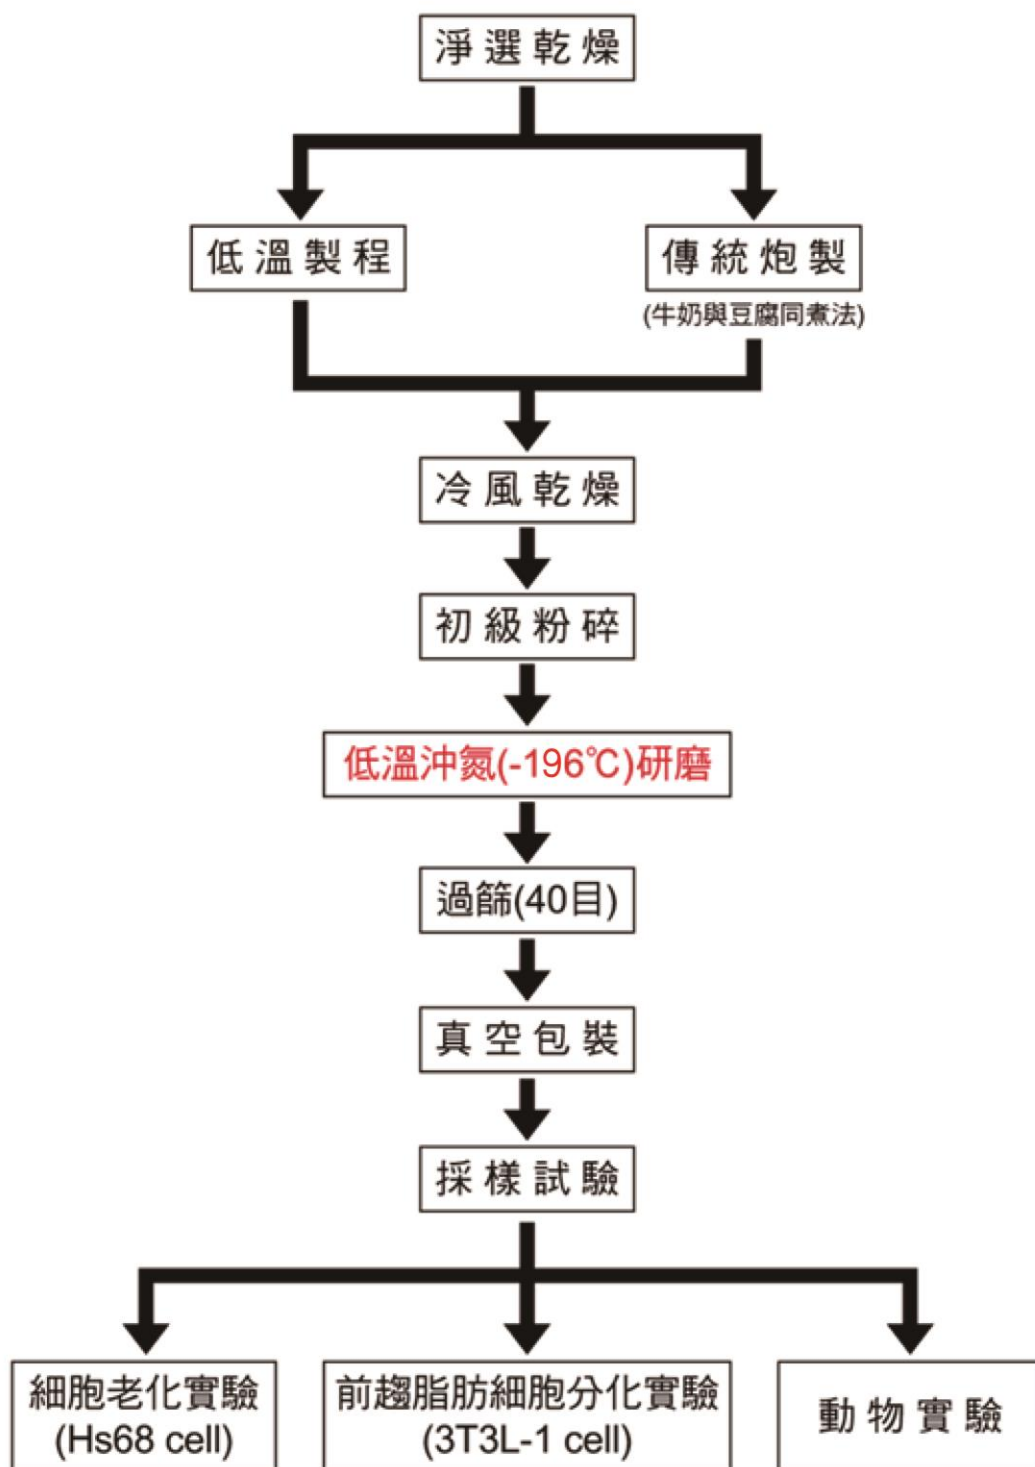 淨選乾燥
低溫製程
傳統炮製
(牛奶與豆腐同煮法)
冷風乾燥
初級粉碎
低溫沖氮(-196℃)研磨
過篩(40目)
真空包裝
採樣試驗
細胞老化實驗
(Hs68 cell)
前趨脂肪細胞分化實驗
(3T3L-1 cell)
動物實驗